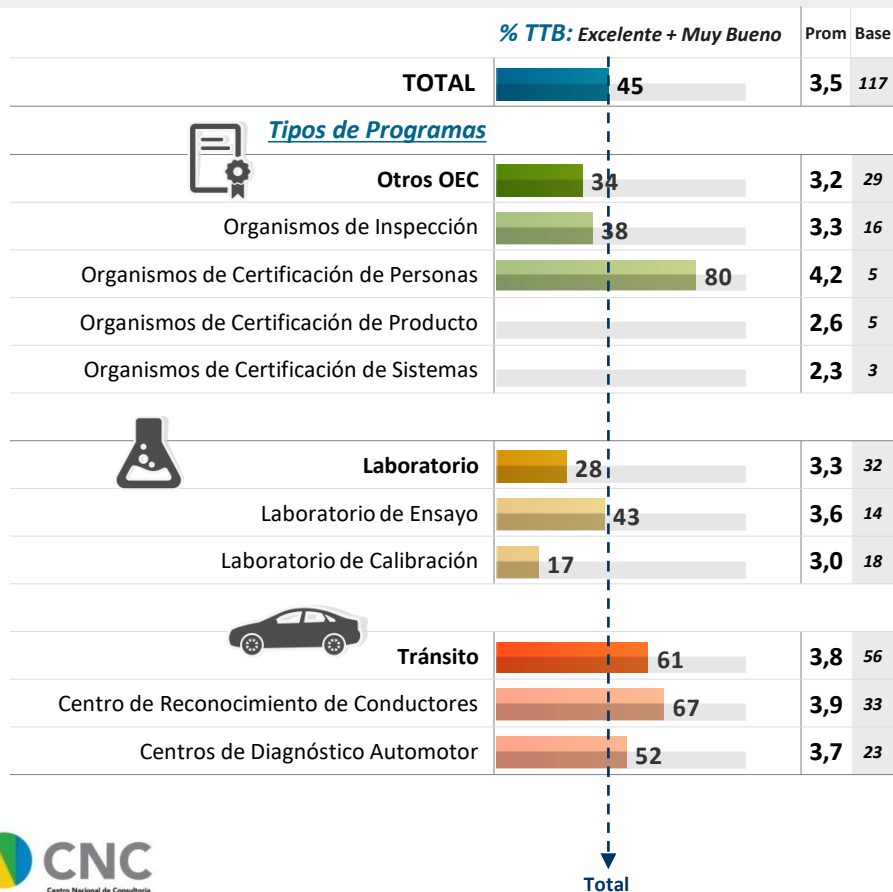 % TTB: Excelente + Muy Bueno Prom Base
TOTAL 45 3,5 117
Tipos de Programas
Otros OEC 34 3,2 29
Organismos de Inspección 38 3,3 16
Organismos de Certificación de Personas 80 4,2 5
Organismos de Certificación de Producto 2,6 5
Organismos de Certificación de Sistemas 2,3 3
Laboratorio 28 3,3 32
Laboratorio de Ensayo 43 3,6 14
Laboratorio de Calibración 17 3,0 18
Tránsito 61 3,8 56
Centro de Reconocimiento de Conductores 67 3,9 33
Centros de Diagnóstico Automotor 52 3,7 23
CNC
Centro Nacional de Consultoría
Total